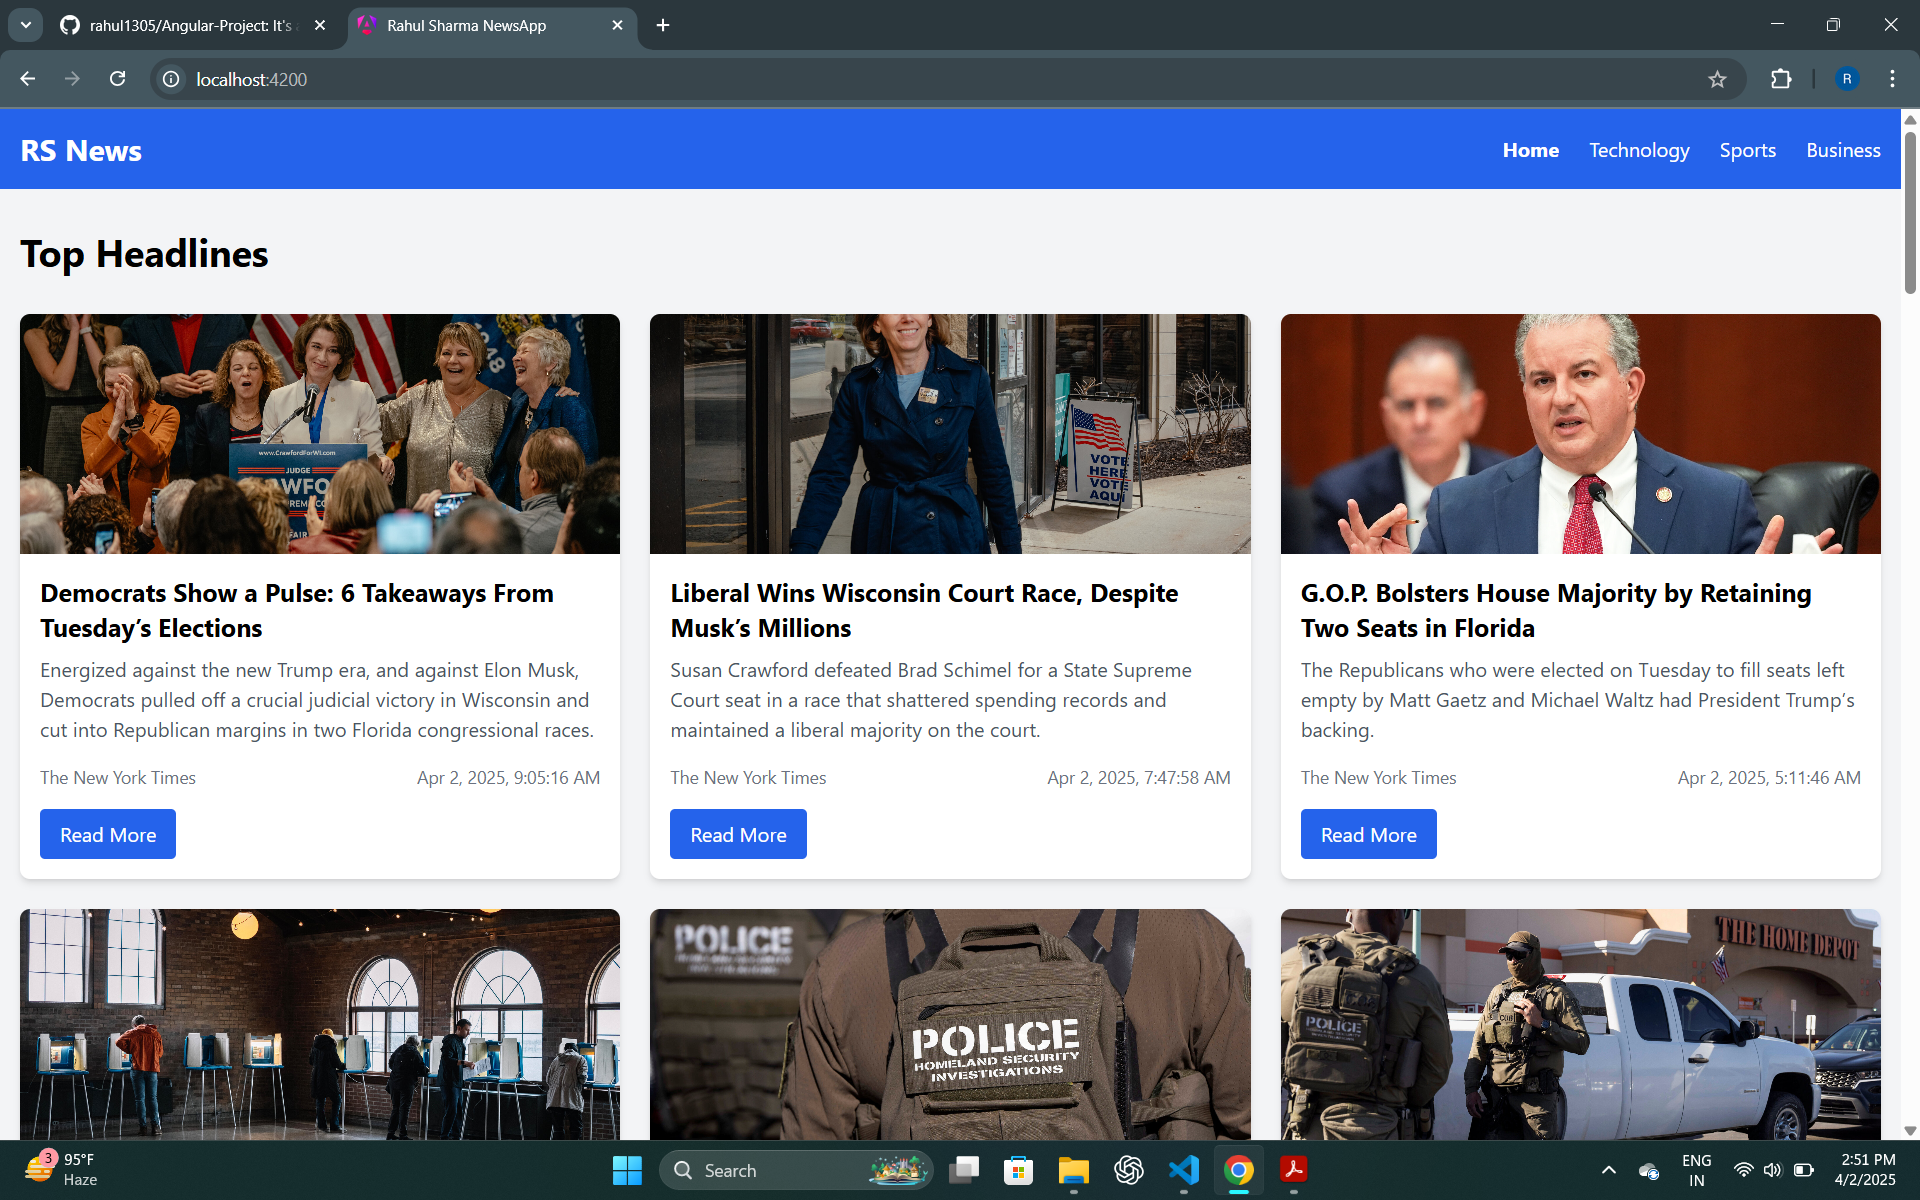 rahul1305/Angular-Project: It's
Rahul Sharma NewsApp
localhost:4200
R
RS News
Home
Technology
Sports
Business
Top Headlines
www.CrawfordForWI.com
JUDGE
VOTE
HERE
VOTE
AQUÍ
Democrats Show a Pulse: 6 Takeaways From
Tuesday’s Elections
Energized against the new Trump era, and against Elon Musk,
Democrats pulled off a crucial judicial victory in Wisconsin and
cut into Republican margins in two Florida congressional races.
The New York Times
Apr 2, 2025, 9:05:16 AM
Read More
Liberal Wins Wisconsin Court Race, Despite
Musk’s Millions
Susan Crawford defeated Brad Schimel for a State Supreme
Court seat in a race that shattered spending records and
maintained a liberal majority on the court.
The New York Times
Apr 2, 2025, 7:47:58 AM
Read More
G.O.P. Bolsters House Majority by Retaining
Two Seats in Florida
The Republicans who were elected on Tuesday to fill seats left
empty by Matt Gaetz and Michael Waltz had President Trump’s
backing.
The New York Times
Apr 2, 2025, 5:11:46 AM
Read More
POLICE
POLICE
HOMELAND SECURITY
INVESTIGATIONS
THE HOME DEPOT
POLICE
3
95°F
Haze
Search
ENG
IN
2:51 PM
4/2/2025